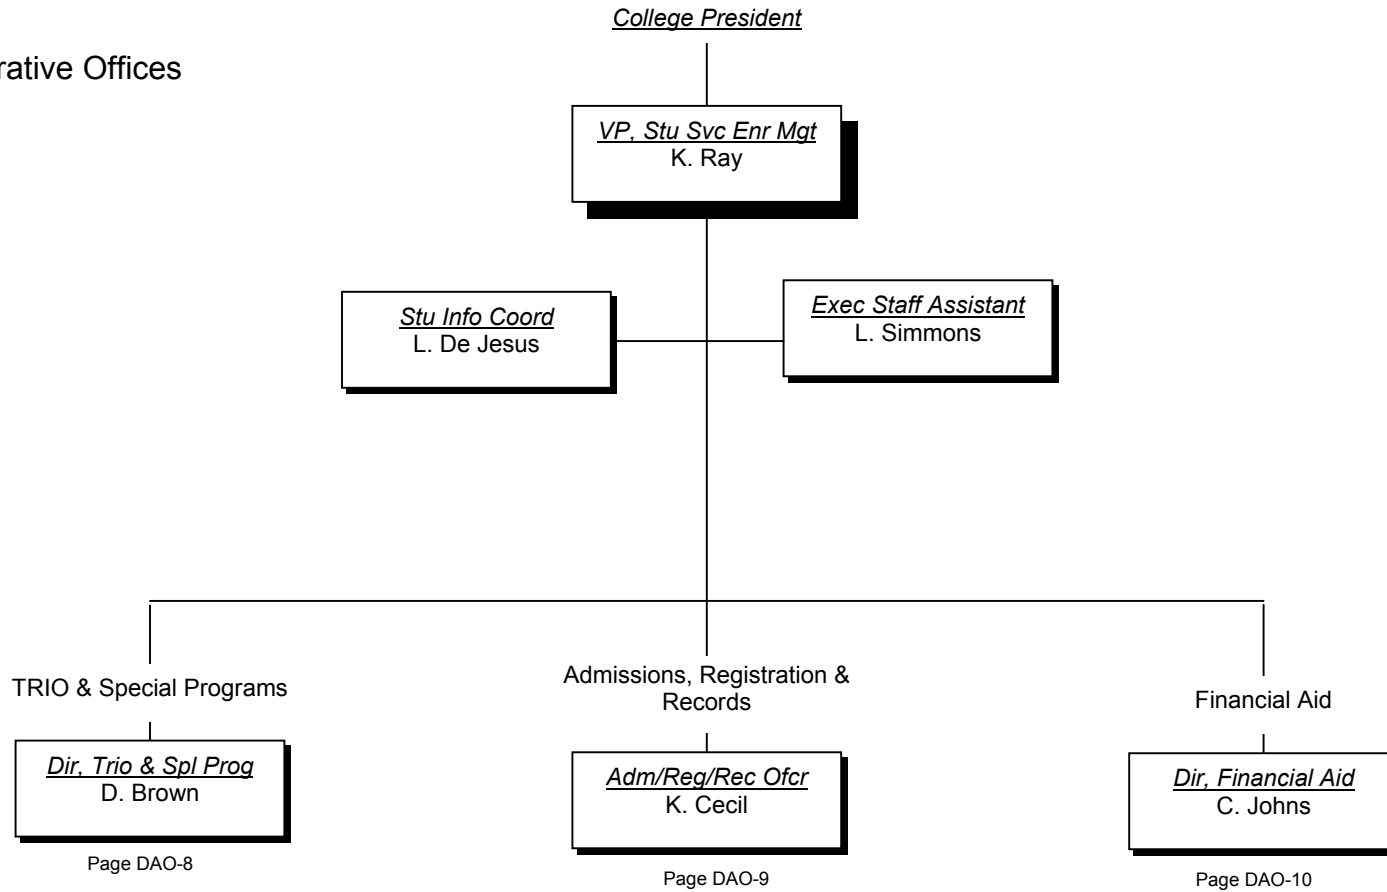 College President
rative Offices
VP, Stu Svc Enr Mgt
K. Ray
Stu Info Coord
L. De Jesus
Exec Staff Assistant
L. Simmons
TRIO & Special Programs
Dir, Trio & Spl Prog
D. Brown
Page DAO-8
Admissions, Registration &
Records
Adm/Reg/Rec Ofcr
K. Cecil
Page DAO-9
Financial Aid
Dir, Financial Aid
C. Johns
Page DAO-10